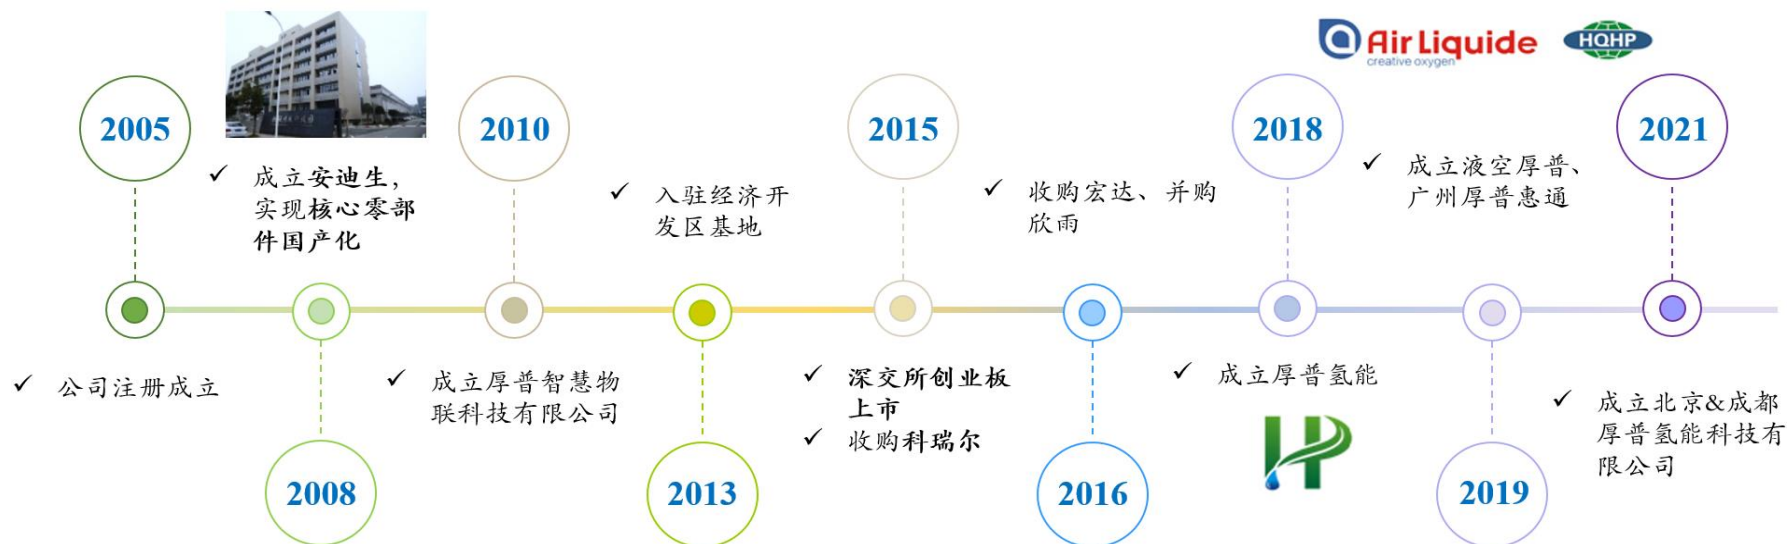 Air Liquide
creative oxygen
HQHP
2005
公司注册成立
成立安迪生，
实现核心零部
件国产化
2008
2010
成立厚普智慧物
联科技有限公司
入驻经济开
发区基地
2013
2015
深交所创业板
上市
收购科瑞尔
收购宏达、并购
欣雨
2016
2018
成立厚普氢能
HP
成立液空厚普、
广州厚普惠通
2019
2021
成立北京&成都
厚普氢能科技有
限公司